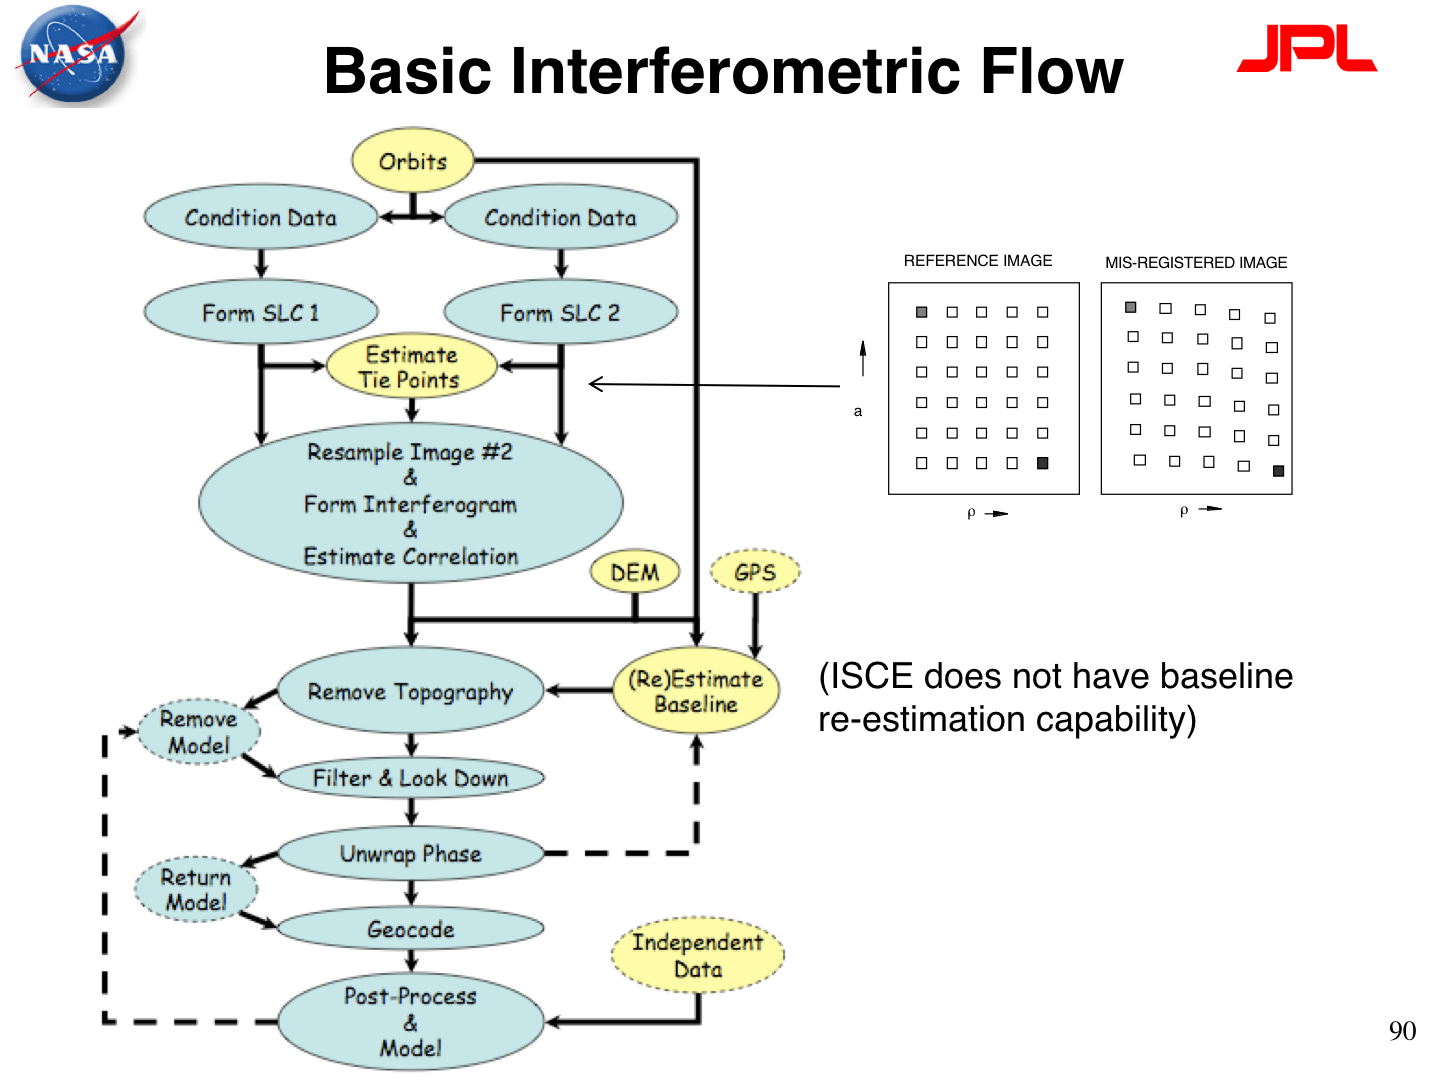 NASA
Basic Interferometric Flow
JPL
Orbits
Condition Data
Condition Data
Form SLC 1
Form SLC 2
Estimate
Tie Points
Resample Image #2
&
Form Interferogram
&
Estimate Correlation
DEM
GPS
Remove Topography
(Re)Estimate
Baseline
Remove
Model
Filter & Look Down
Unwrap Phase
Return
Model
Geocode
Independent
Data
Post-Process
&
Model
REFERENCE IMAGE
MIS-REGISTERED IMAGE
a
ρ
ρ
(ISCE does not have baseline
re-estimation capability)
90